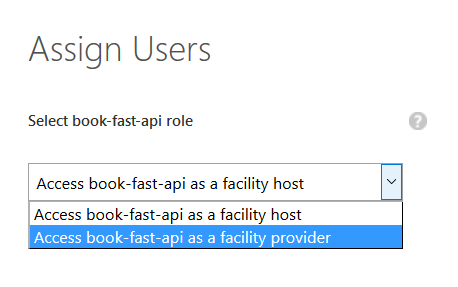 Assign Users
Select book-fast-api role
?
Access book-fast-api as a facility host
Access book-fast-api as a facility host
Access book-fast-api as a facility provider